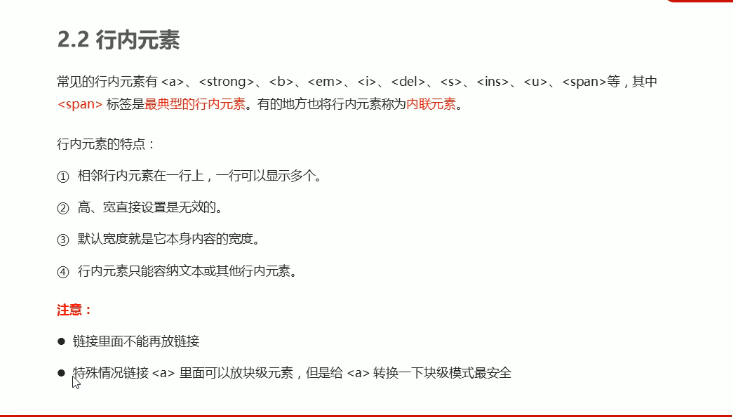 2.2 行内元素
常见的行内元素有 <a>、<strong>、<b>、<em>、<i>、<del>、<s>、<ins>、<u>、<span>等，其中
<span> 标签是最典型的行内元素。有的地方也将行内元素称为内联元素。
行内元素的特点：
① 相邻行内元素在一行上，一行可以显示多个。
② 高、宽直接设置是无效的。
③ 默认宽度就是它本身内容的宽度。
④ 行内元素只能容纳文本或其他行内元素。
注意：
● 链接里面不能再放链接
● 特殊情况链接 <a> 里面可以放块级元素，但是给 <a> 转换一下块级模式最安全